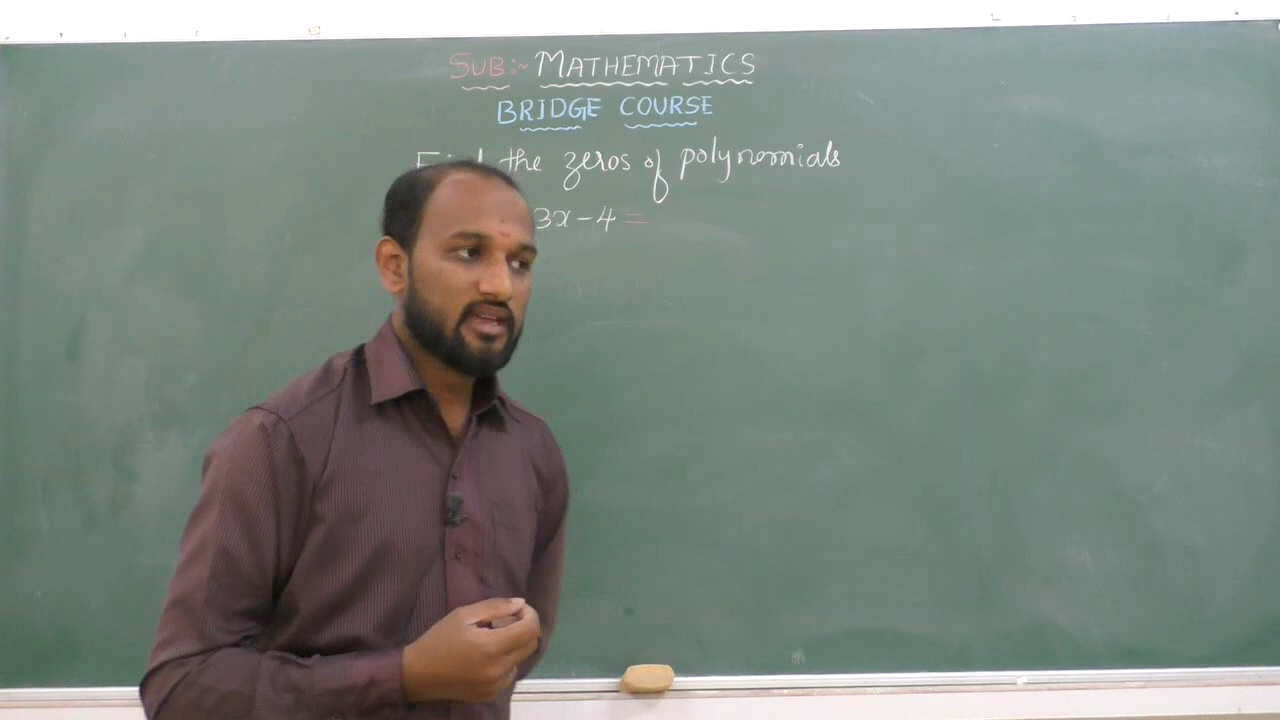 SUB:- MATHEMATICS
BRIDGE COURSE
the zeros of polynomials
3x-4=